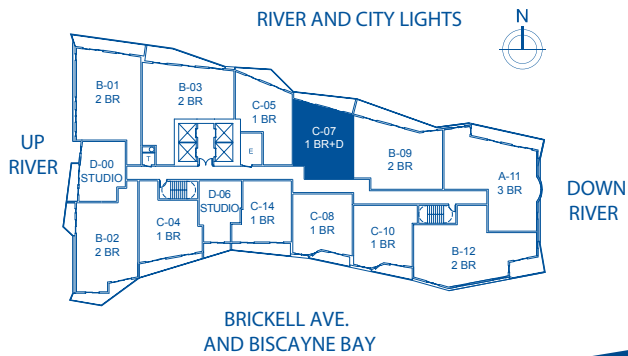 RIVER AND CITY LIGHTS
N
B-01
2 BR
B-03
2 BR
C-05
1 BR
C-07
1 BR+D
B-09
2 BR
A-11
3 BR
UP
RIVER
D-00
STUDIO
T
E
DOWN
RIVER
B-02
2 BR
C-04
1 BR
D-06
STUDIO
C-14
1 BR
C-08
1 BR
C-10
1 BR
B-12
2 BR
BRICKELL AVE.
AND BISCAYNE BAY